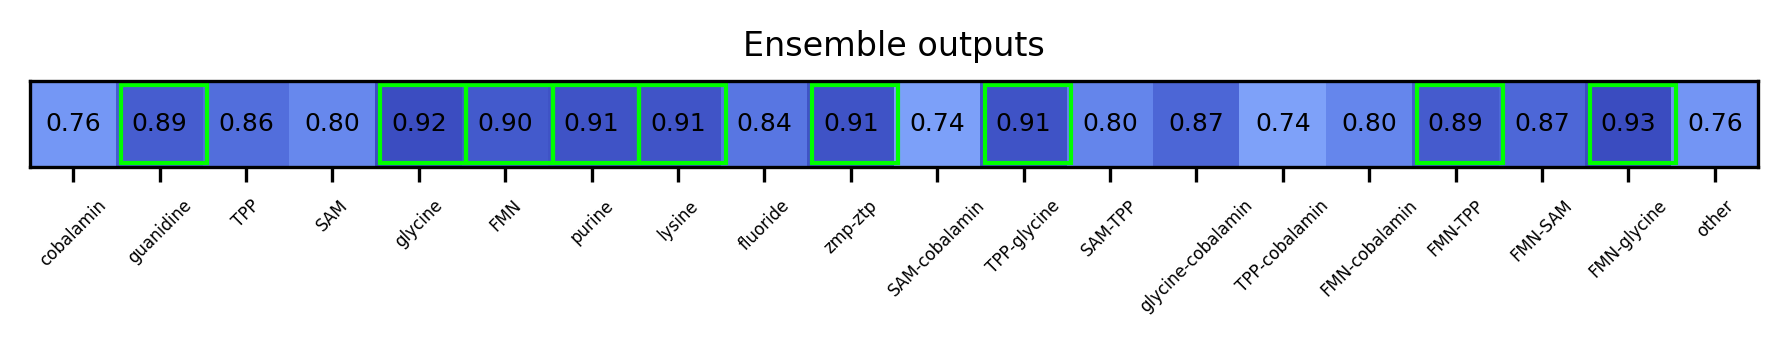 Ensemble outputs
0.76 0.89 0.86 0.80 0.92 0.90 0.91 0.91 0.84 0.91 0.74 0.91 0.80 0.87 0.74 0.80 0.89 0.87 0.93 0.76
cobalamin guanidine TPP SAM glycine FMN purine lysine fluoride zmp-ztp SAM-cobalamin TPP-glycine SAM-TPP glycine-cobalamin TPP-cobalamin FMN-cobalamin FMN-TPP FMN-SAM FMN-glycine other